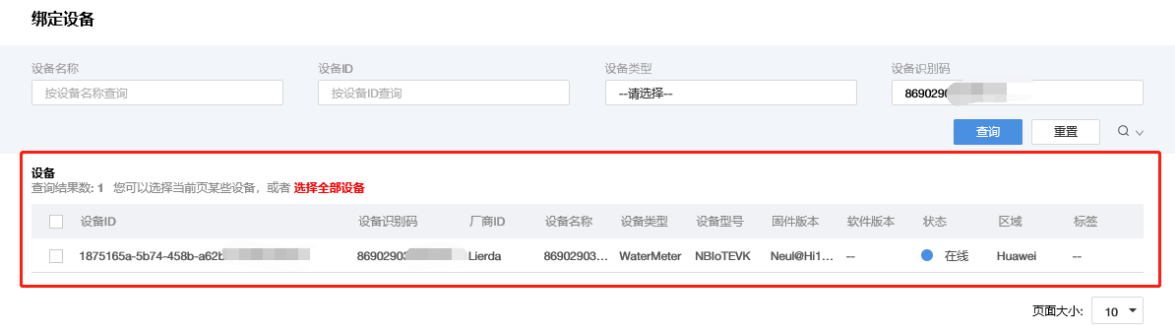 绑定设备
设备名称 设备ID 设备类型 设备识别码
按设备名称查询 按设备ID查询 --请选择-- 869029
查询 重置
设备
查询结果数: 1 您可以选择当前页某些设备，或者 选择全部设备
设备ID 设备识别码 厂商ID 设备名称 设备类型 设备型号 固件版本 软件版本 状态 区域 标签
1875165a-5b74-458b-a62 8690290 Lierda 86902903... WaterMeter NBIoTEVK Neul@Hi1... -- 在线 Huawei --
页面大小: 10